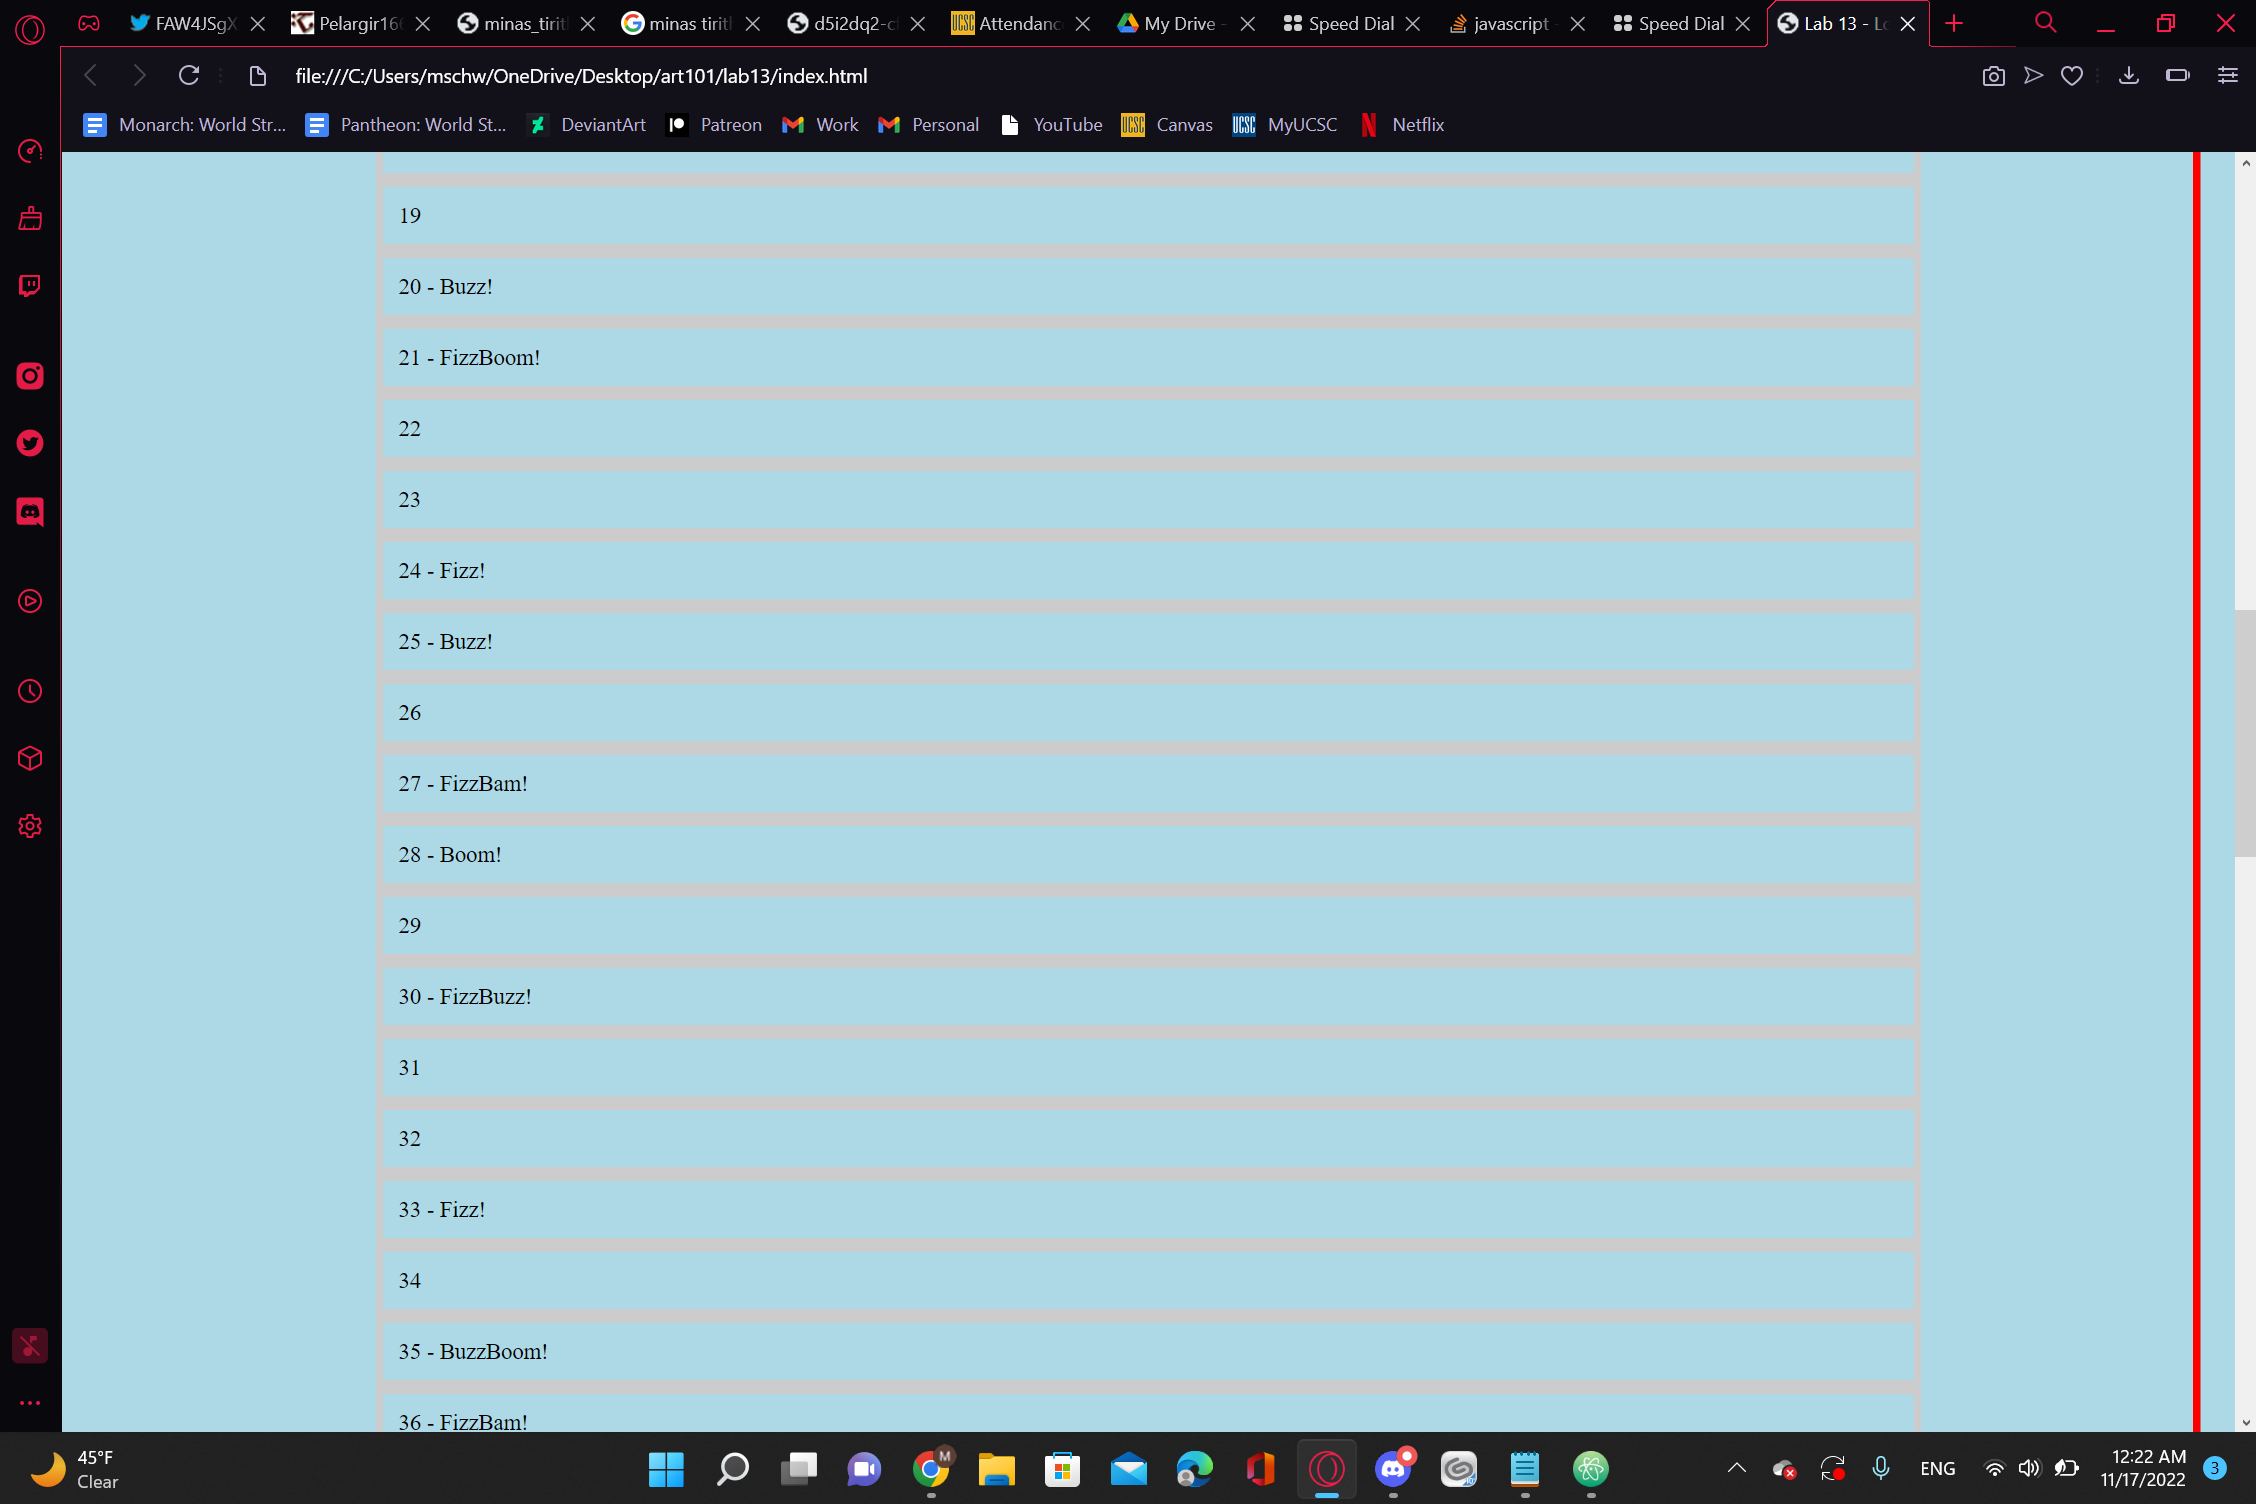 FAW4JSgX
Pelargir16
minas_tirit
minas tirit
d5i2dq2-c
UCSC
Attendanc
My Drive -
Speed Dial
javascript -
Speed Dial
Lab 13 - Lo
file:///C:/Users/mschw/OneDrive/Desktop/art101/lab13/index.html
Monarch: World Str...
Pantheon: World St...
DeviantArt
Patreon
Work
Personal
YouTube
UCSC
Canvas
UCSC
MyUCSC
Netflix
19
20 - Buzz!
21 - FizzBoom!
22
23
24 - Fizz!
25 - Buzz!
26
27 - FizzBam!
28 - Boom!
29
30 - FizzBuzz!
31
32
33 - Fizz!
34
35 - BuzzBoom!
36 - FizzBam!
45°F
Clear
M
ENG
12:22 AM
11/17/2022
3